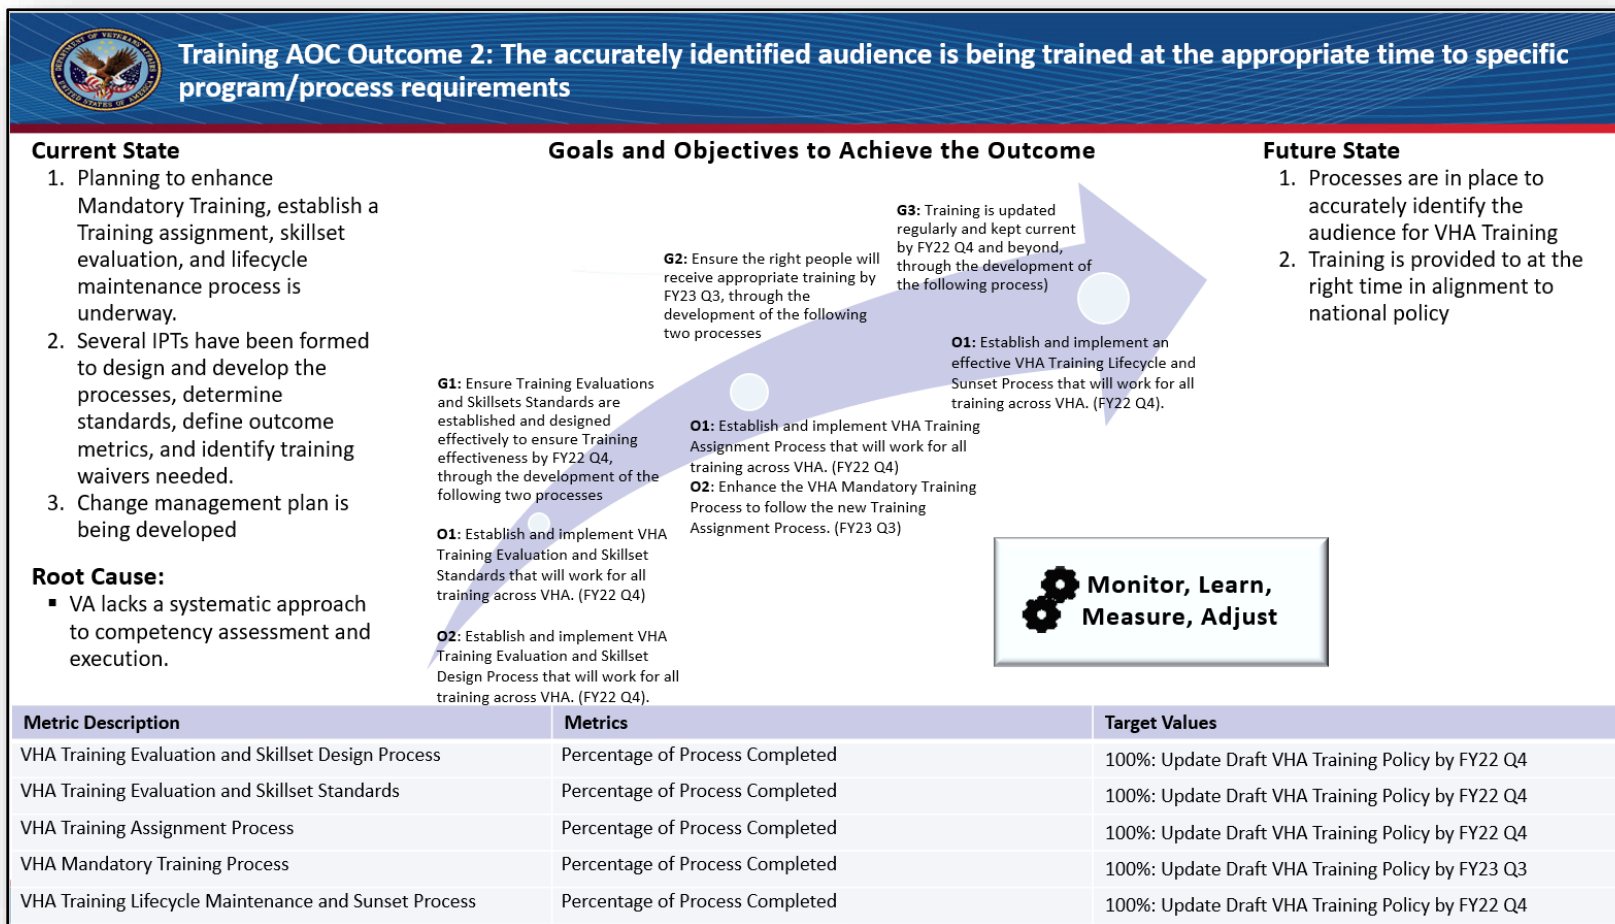 Training AOC Outcome 2: The accurately identified audience is being trained at the appropriate time to specific
program/process requirements
Current State
1. Planning to enhance
Mandatory Training, establish a
Training assignment, skillset
evaluation, and lifecycle
maintenance process is
underway.
2. Several IPTs have been formed
to design and develop the
processes, determine
standards, define outcome
metrics, and identify training
waivers needed.
3. Change management plan is
being developed
Root Cause:
▪ VA lacks a systematic approach
to competency assessment and
execution.
Goals and Objectives to Achieve the Outcome
G1: Ensure Training Evaluations
and Skillsets Standards are
established and designed
effectively to ensure Training
effectiveness by FY22 Q4,
through the development of the
following two processes
O1: Establish and implement VHA
Training Evaluation and Skillset
Standards that will work for all
training across VHA. (FY22 Q4)
O2: Establish and implement VHA
Training Evaluation and Skillset
Design Process that will work for all
training across VHA. (FY22 Q4).
G2: Ensure the right people will
receive appropriate training by
FY23 Q3, through the
development of the following
two processes
O1: Establish and implement VHA Training
Assignment Process that will work for all
training across VHA. (FY22 Q4)
O2: Enhance the VHA Mandatory Training
Process to follow the new Training
Assignment Process. (FY23 Q3)
G3: Training is updated
regularly and kept current
by FY22 Q4 and beyond,
through the development of
the following process)
O1: Establish and implement an
effective VHA Training Lifecycle and
Sunset Process that will work for all
training across VHA. (FY22 Q4).
Future State
1. Processes are in place to
accurately identify the
audience for VHA Training
2. Training is provided to at the
right time in alignment to
national policy
Monitor, Learn,
Measure, Adjust
Metric Description Metrics Target Values
VHA Training Evaluation and Skillset Design Process Percentage of Process Completed 100%: Update Draft VHA Training Policy by FY22 Q4
VHA Training Evaluation and Skillset Standards Percentage of Process Completed 100%: Update Draft VHA Training Policy by FY22 Q4
VHA Training Assignment Process Percentage of Process Completed 100%: Update Draft VHA Training Policy by FY22 Q4
VHA Mandatory Training Process Percentage of Process Completed 100%: Update Draft VHA Training Policy by FY23 Q3
VHA Training Lifecycle Maintenance and Sunset Process Percentage of Process Completed 100%: Update Draft VHA Training Policy by FY22 Q4
DEPARTMENT OF VETERANS AFFAIRS
UNITED STATES OF AMERICA